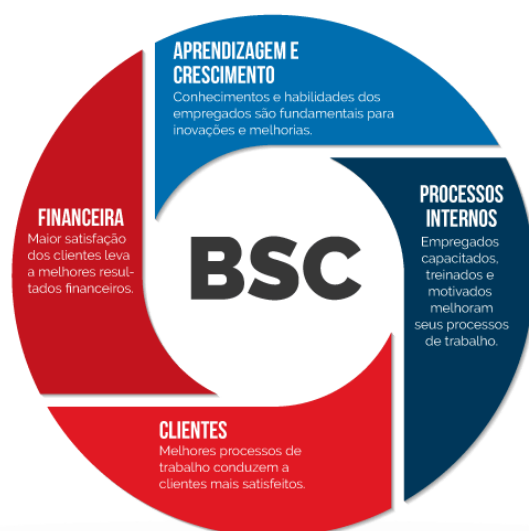 APRENDIZAGEM E
CRESCIMENTO
Conhecimentos e habilidades dos
empregados são fundamentais para
inovações e melhorias.
PROCESSOS
INTERNOS
Empregados
capacitados,
treinados e
motivados
melhoram
seus processos
de trabalho.
CLIENTES
Melhores processos de
trabalho conduzem a
clientes mais satisfeitos.
FINANCEIRA
Maior satisfação
dos clientes leva
a melhores resul-
tados financeiros.
BSC